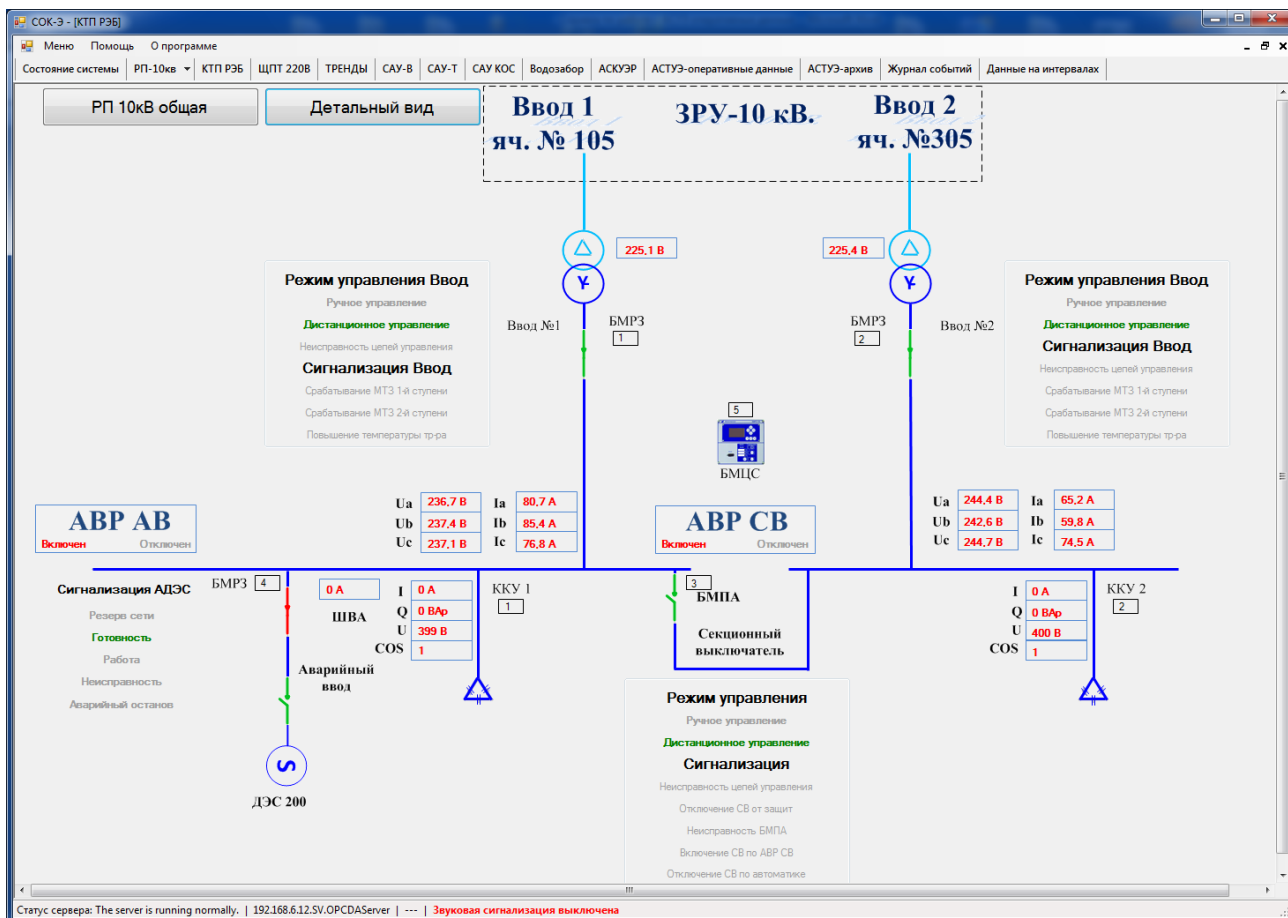 СОК-Э - [КТП РЭБ]
Меню Помощь О программе
Состояние системы РП-10кв КТП РЭБ ЩПТ 220В ТРЕНДЫ САУ-В САУ-Т САУ КОС Водозабор АСКУЭР АСТУЭ-оперативные данные АСТУЭ-архив Журнал событий Данные на интервалах
РП 10кВ общая Детальный вид
Ввод 1 ЗРУ-10 кВ. Ввод 2
яч. № 105 яч. №305
225,1 В 225,4 В
Режим управления Ввод
Ручное управление
Дистанционное управление
Неисправность цепей управления
Сигнализация Ввод
Срабатывание МТЗ 1-й ступени
Срабатывание МТЗ 2-й ступени
Повышение температуры тр-ра
Ввод №1 БМРЗ
1
БМРЗ Ввод №2
2
Режим управления Ввод
Ручное управление
Дистанционное управление
Сигнализация Ввод
Неисправность цепей управления
Срабатывание МТЗ 1-й ступени
Срабатывание МТЗ 2-й ступени
Повышение температуры тр-ра
5
БМЦС
АВР АВ
Включен Отключен
Ua 236,7 В Ia 80,7 А
Ub 237,4 В Ib 85,4 А
Uc 237,1 В Ic 76,8 А
АВР СВ
Включен Отключен
Ua 244,4 В Ia 65,2 А
Ub 242,6 В Ib 59,8 А
Uc 244,7 В Ic 74,5 А
Сигнализация АДЭС
Резерв сети
Готовность
Работа
Неисправность
Аварийный останов
БМРЗ 4
0 А
ШВА
Аварийный
ввод
S
ДЭС 200
I 0 А
Q 0 ВАр
U 399 В
COS 1
ККУ 1
1
3
БМПА
Секционный
выключатель
I 0 А
Q 0 ВАр
U 400 В
COS 1
ККУ 2
2
Режим управления
Ручное управление
Дистанционное управление
Сигнализация
Неисправность цепей управления
Отключение СВ от защит
Неисправность БМПА
Включение СВ по АВР СВ
Отключение СВ по автоматике
Статус сервера: The server is running normally. | 192.168.6.12.SV.OPCDAServer | --- | Звуковая сигнализация выключена